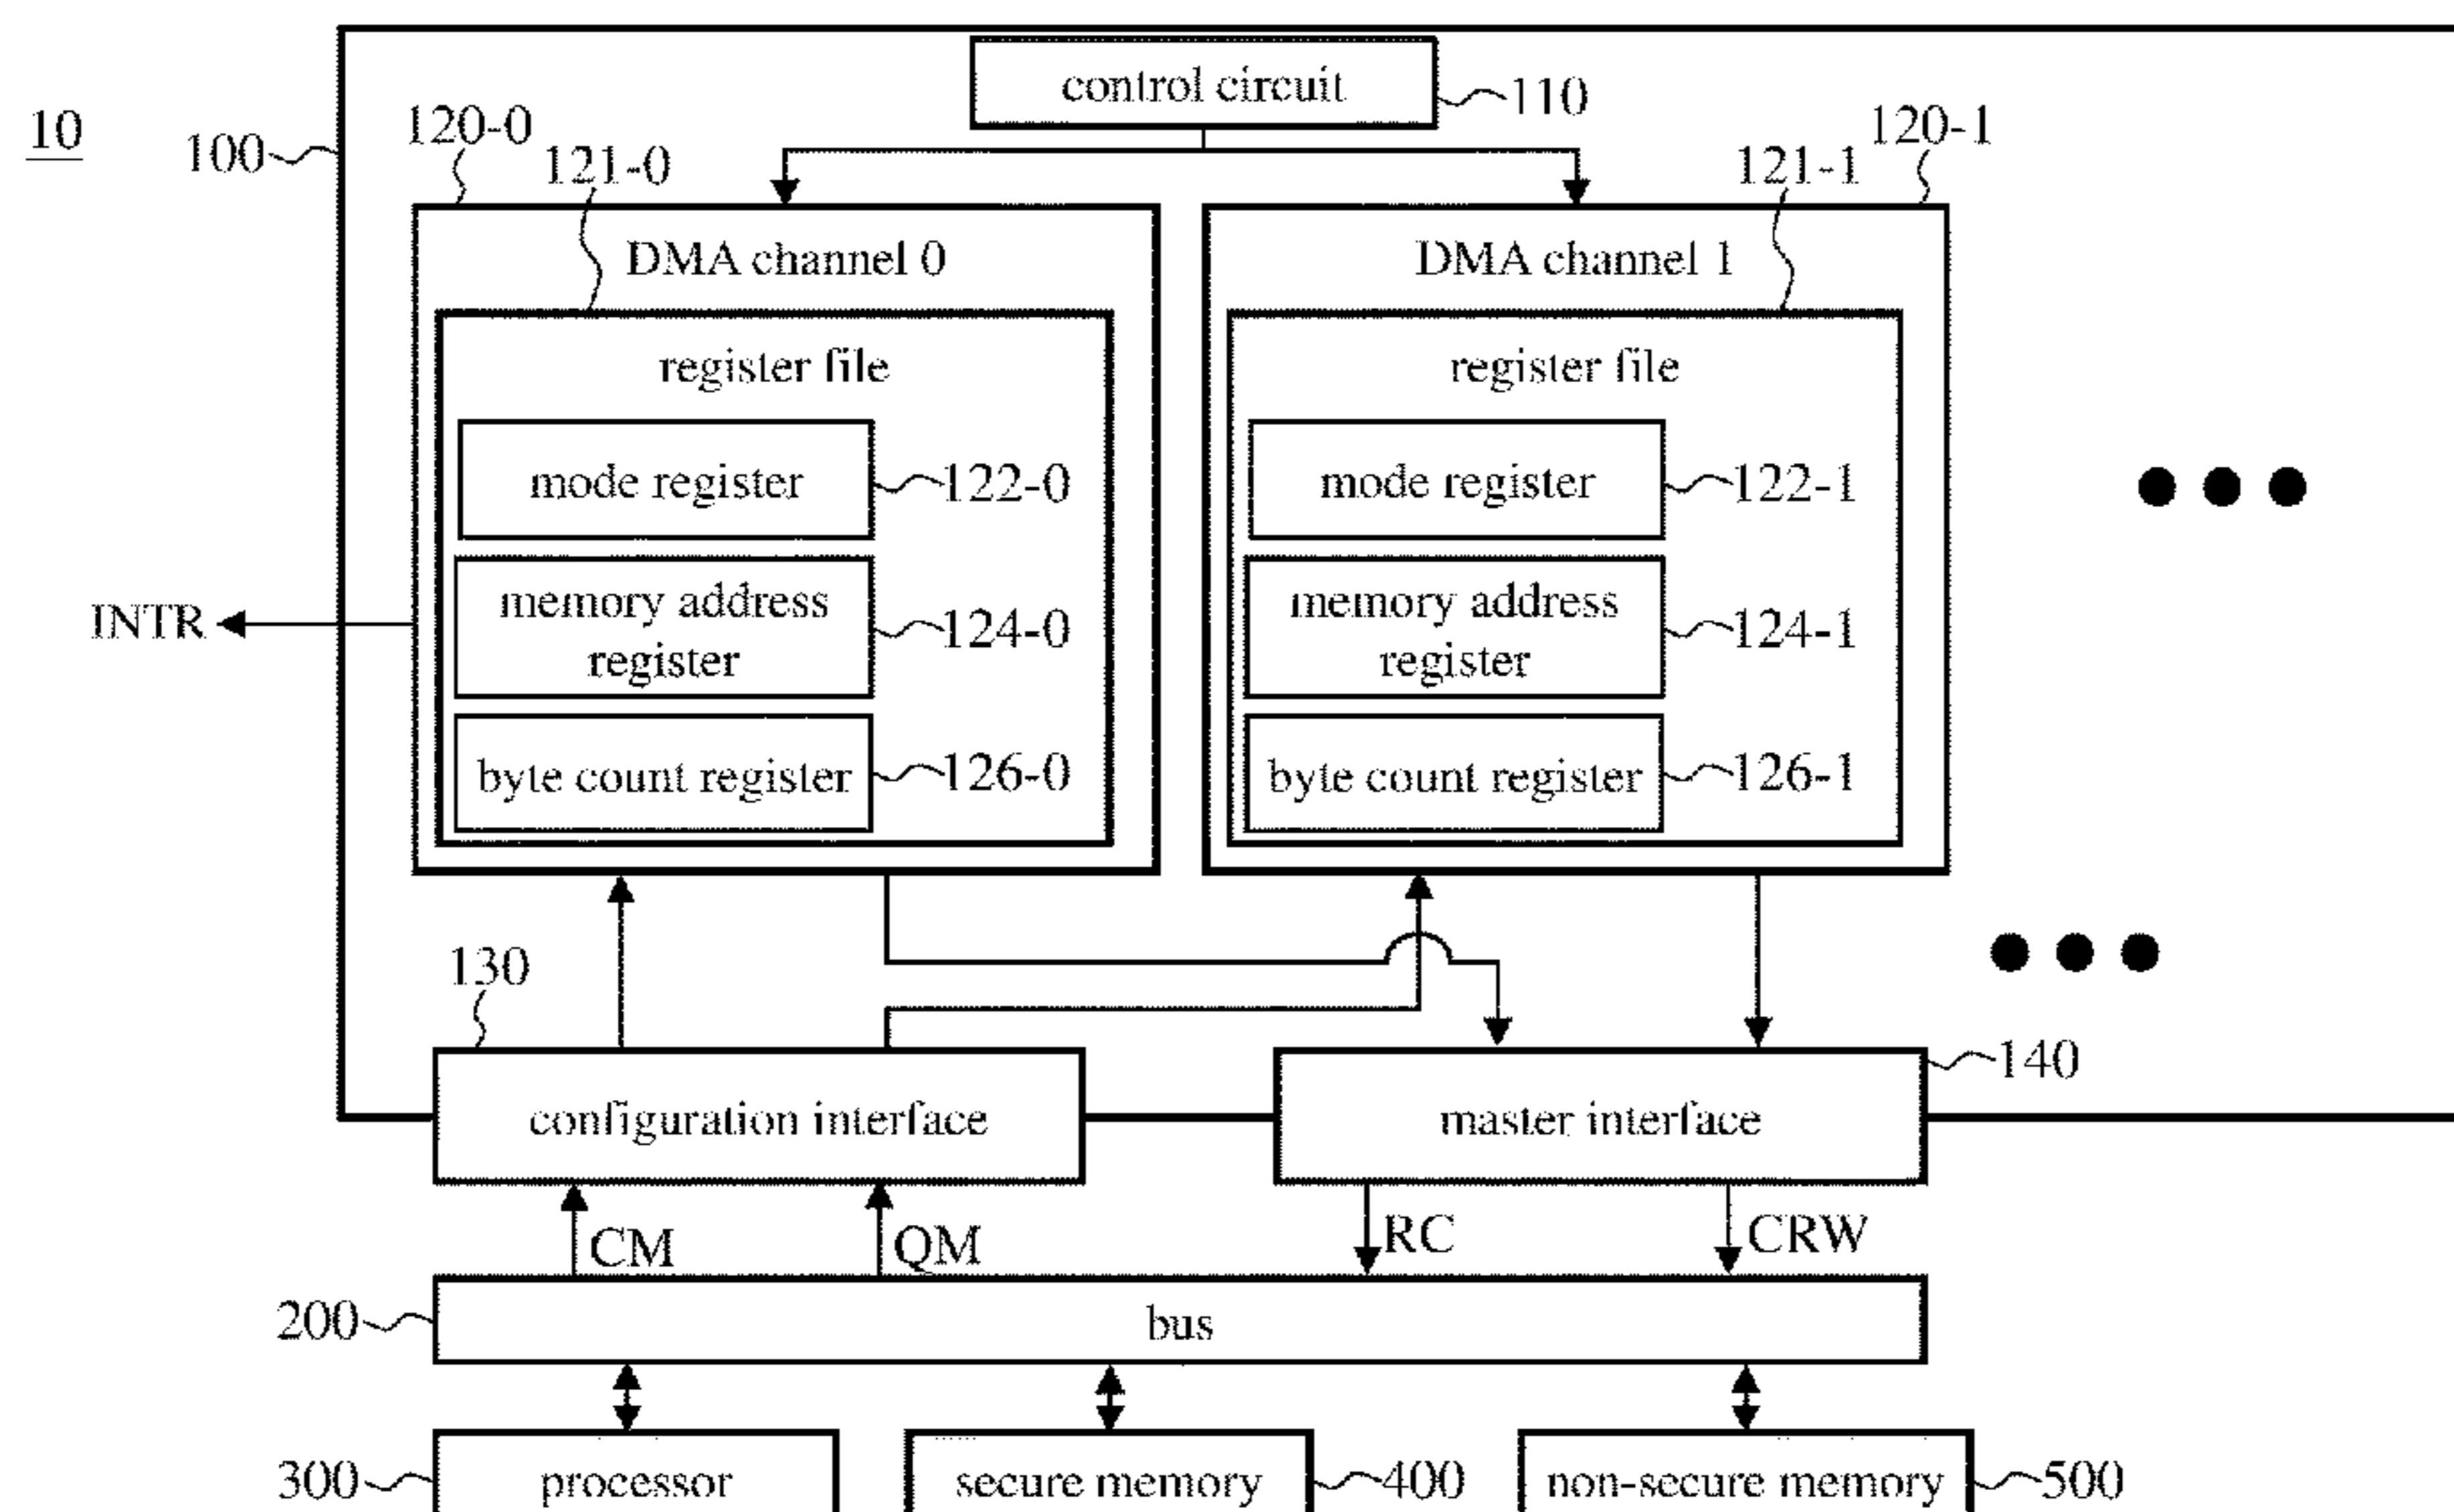 control circuit
110
10
100
120-0
121-0
121-1
120-1
DMA channel 0
DMA channel 1
register file
register file
mode register
122-0
mode register
122-1
memory address
register
124-0
memory address
register
124-1
INTR
byte count register
126-0
byte count register
126-1
130
140
configuration interface
master interface
CM
QM
RC
CRW
200
bus
300
processor
secure memory
400
non-secure memory
500